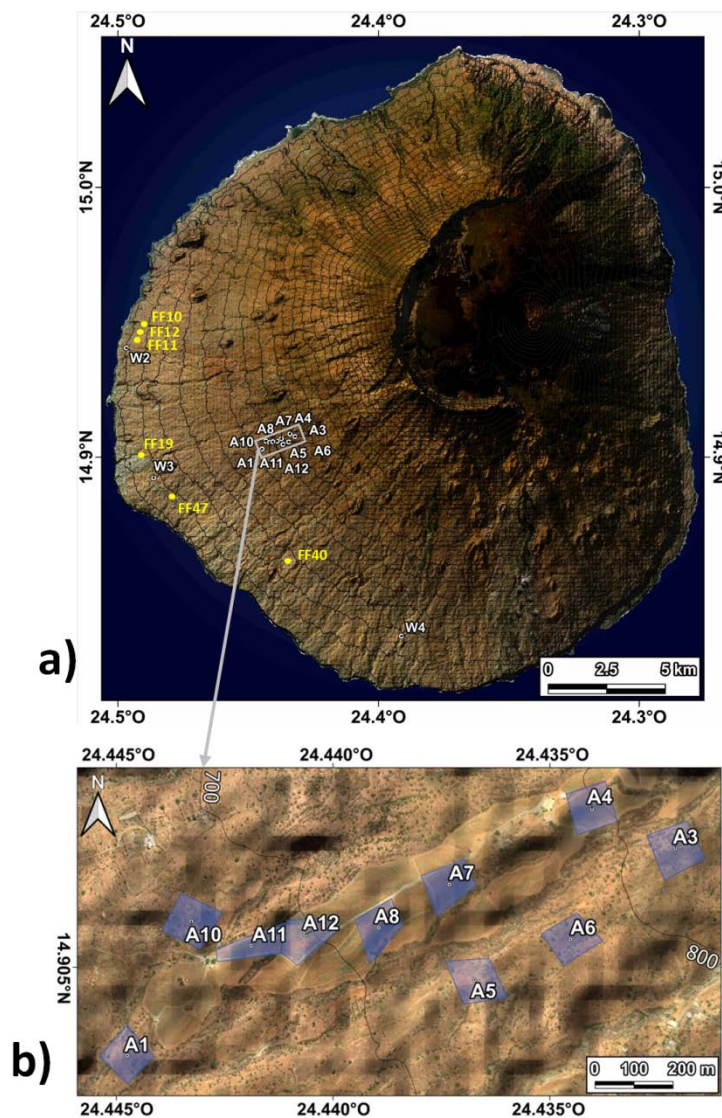 24.5°O 24.4°O 24.3°O
N
15.0°N 15.0°N
FF10
FF12
FF11
W2
A7 A4
A8 A3
A10
14.9°N 14.9°N
FF19
A5 A6
A1 A11 A12
W3
FF47
FF40
W4
a)
0 2.5 5 km
24.5°O 24.4°O 24.3°O
24.445°O 24.440°O 24.435°O
N
700
A4
A3
A7
A10
A11
A12
A8
A6
800
14.905°N
A5
A1
b)
0 100 200 m
24.445°O 24.440°O 24.435°O